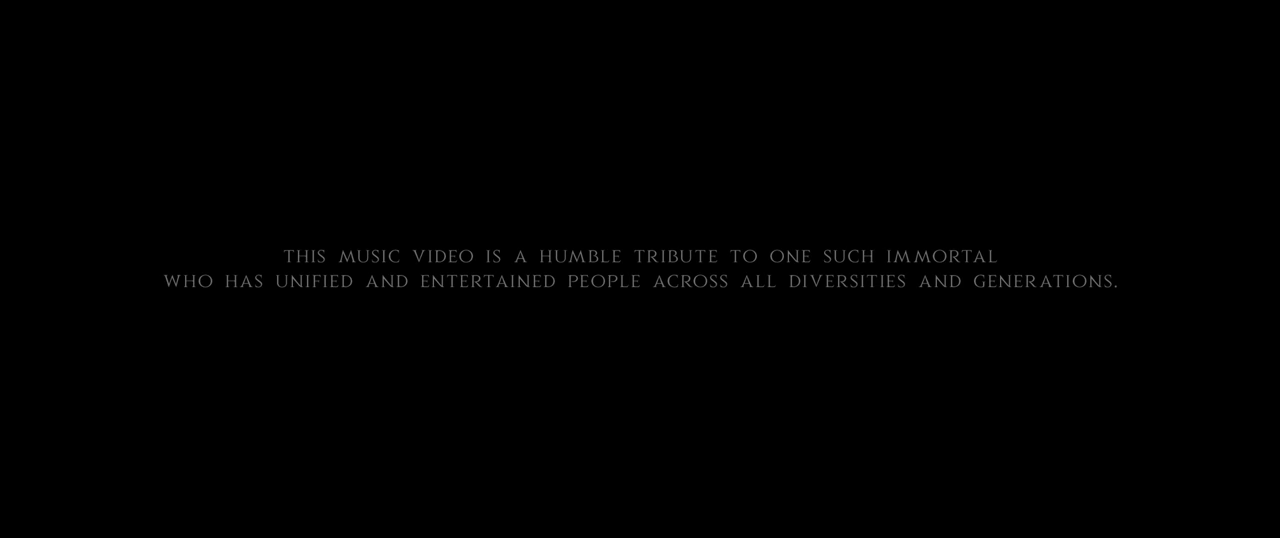 THIS MUSIC VIDEO IS A HUMBLE TRIBUTE TO ONE SUCH IMMORTAL
WHO HAS UNIFIED AND ENTERTAINED PEOPLE ACROSS ALL DIVERSITIES AND GENERATIONS.